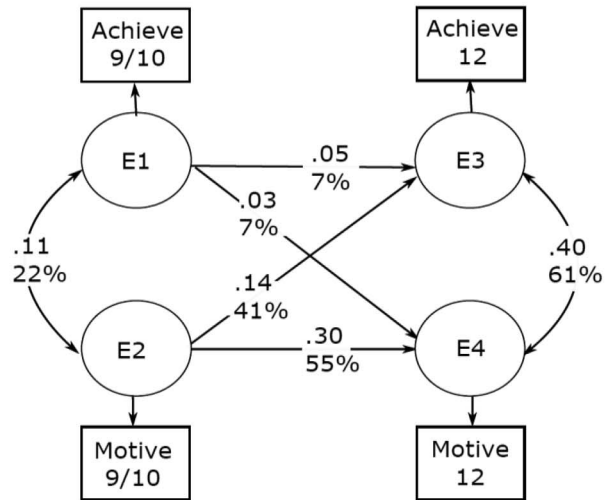 Achieve
9/10
Achieve
12
E1
E3
.05
7%
.03
7%
.11
22%
.40
61%
.14
41%
E2
.30
55%
E4
Motive
9/10
Motive
12